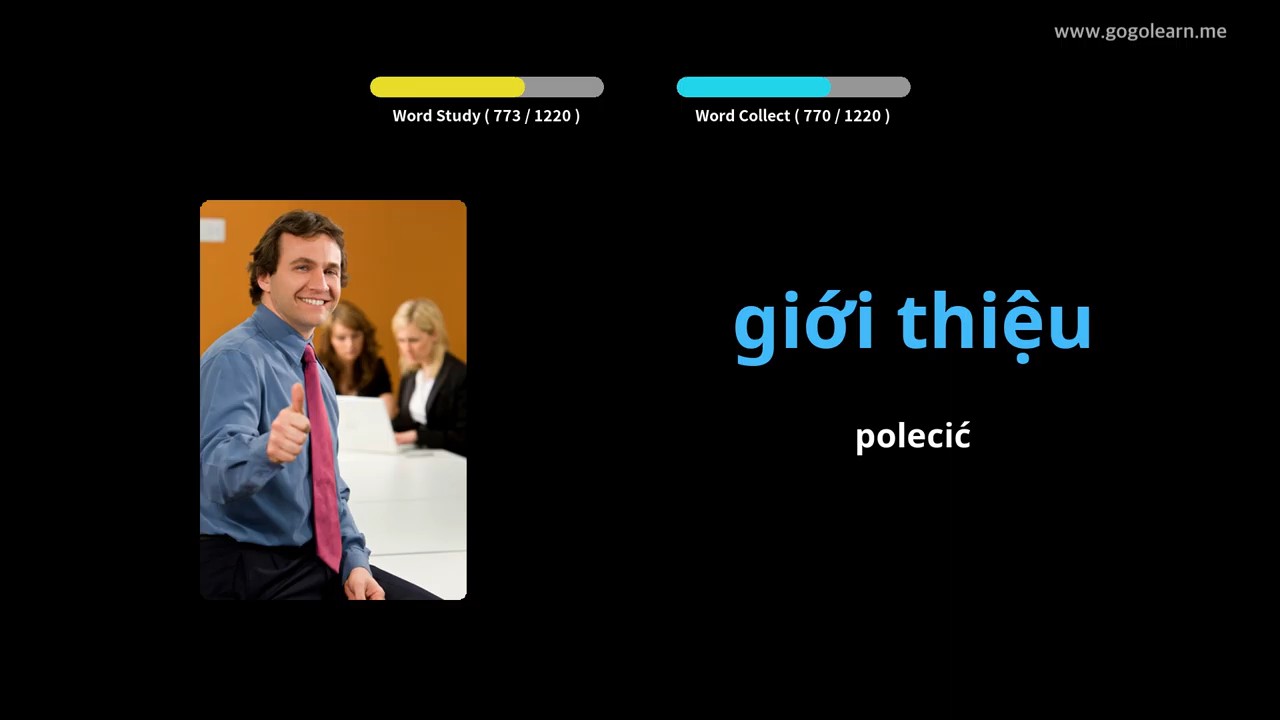 www.gogolearn.me
Word Study ( 773 / 1220 )
Word Collect ( 770 / 1220 )
giới thiệu
polecić